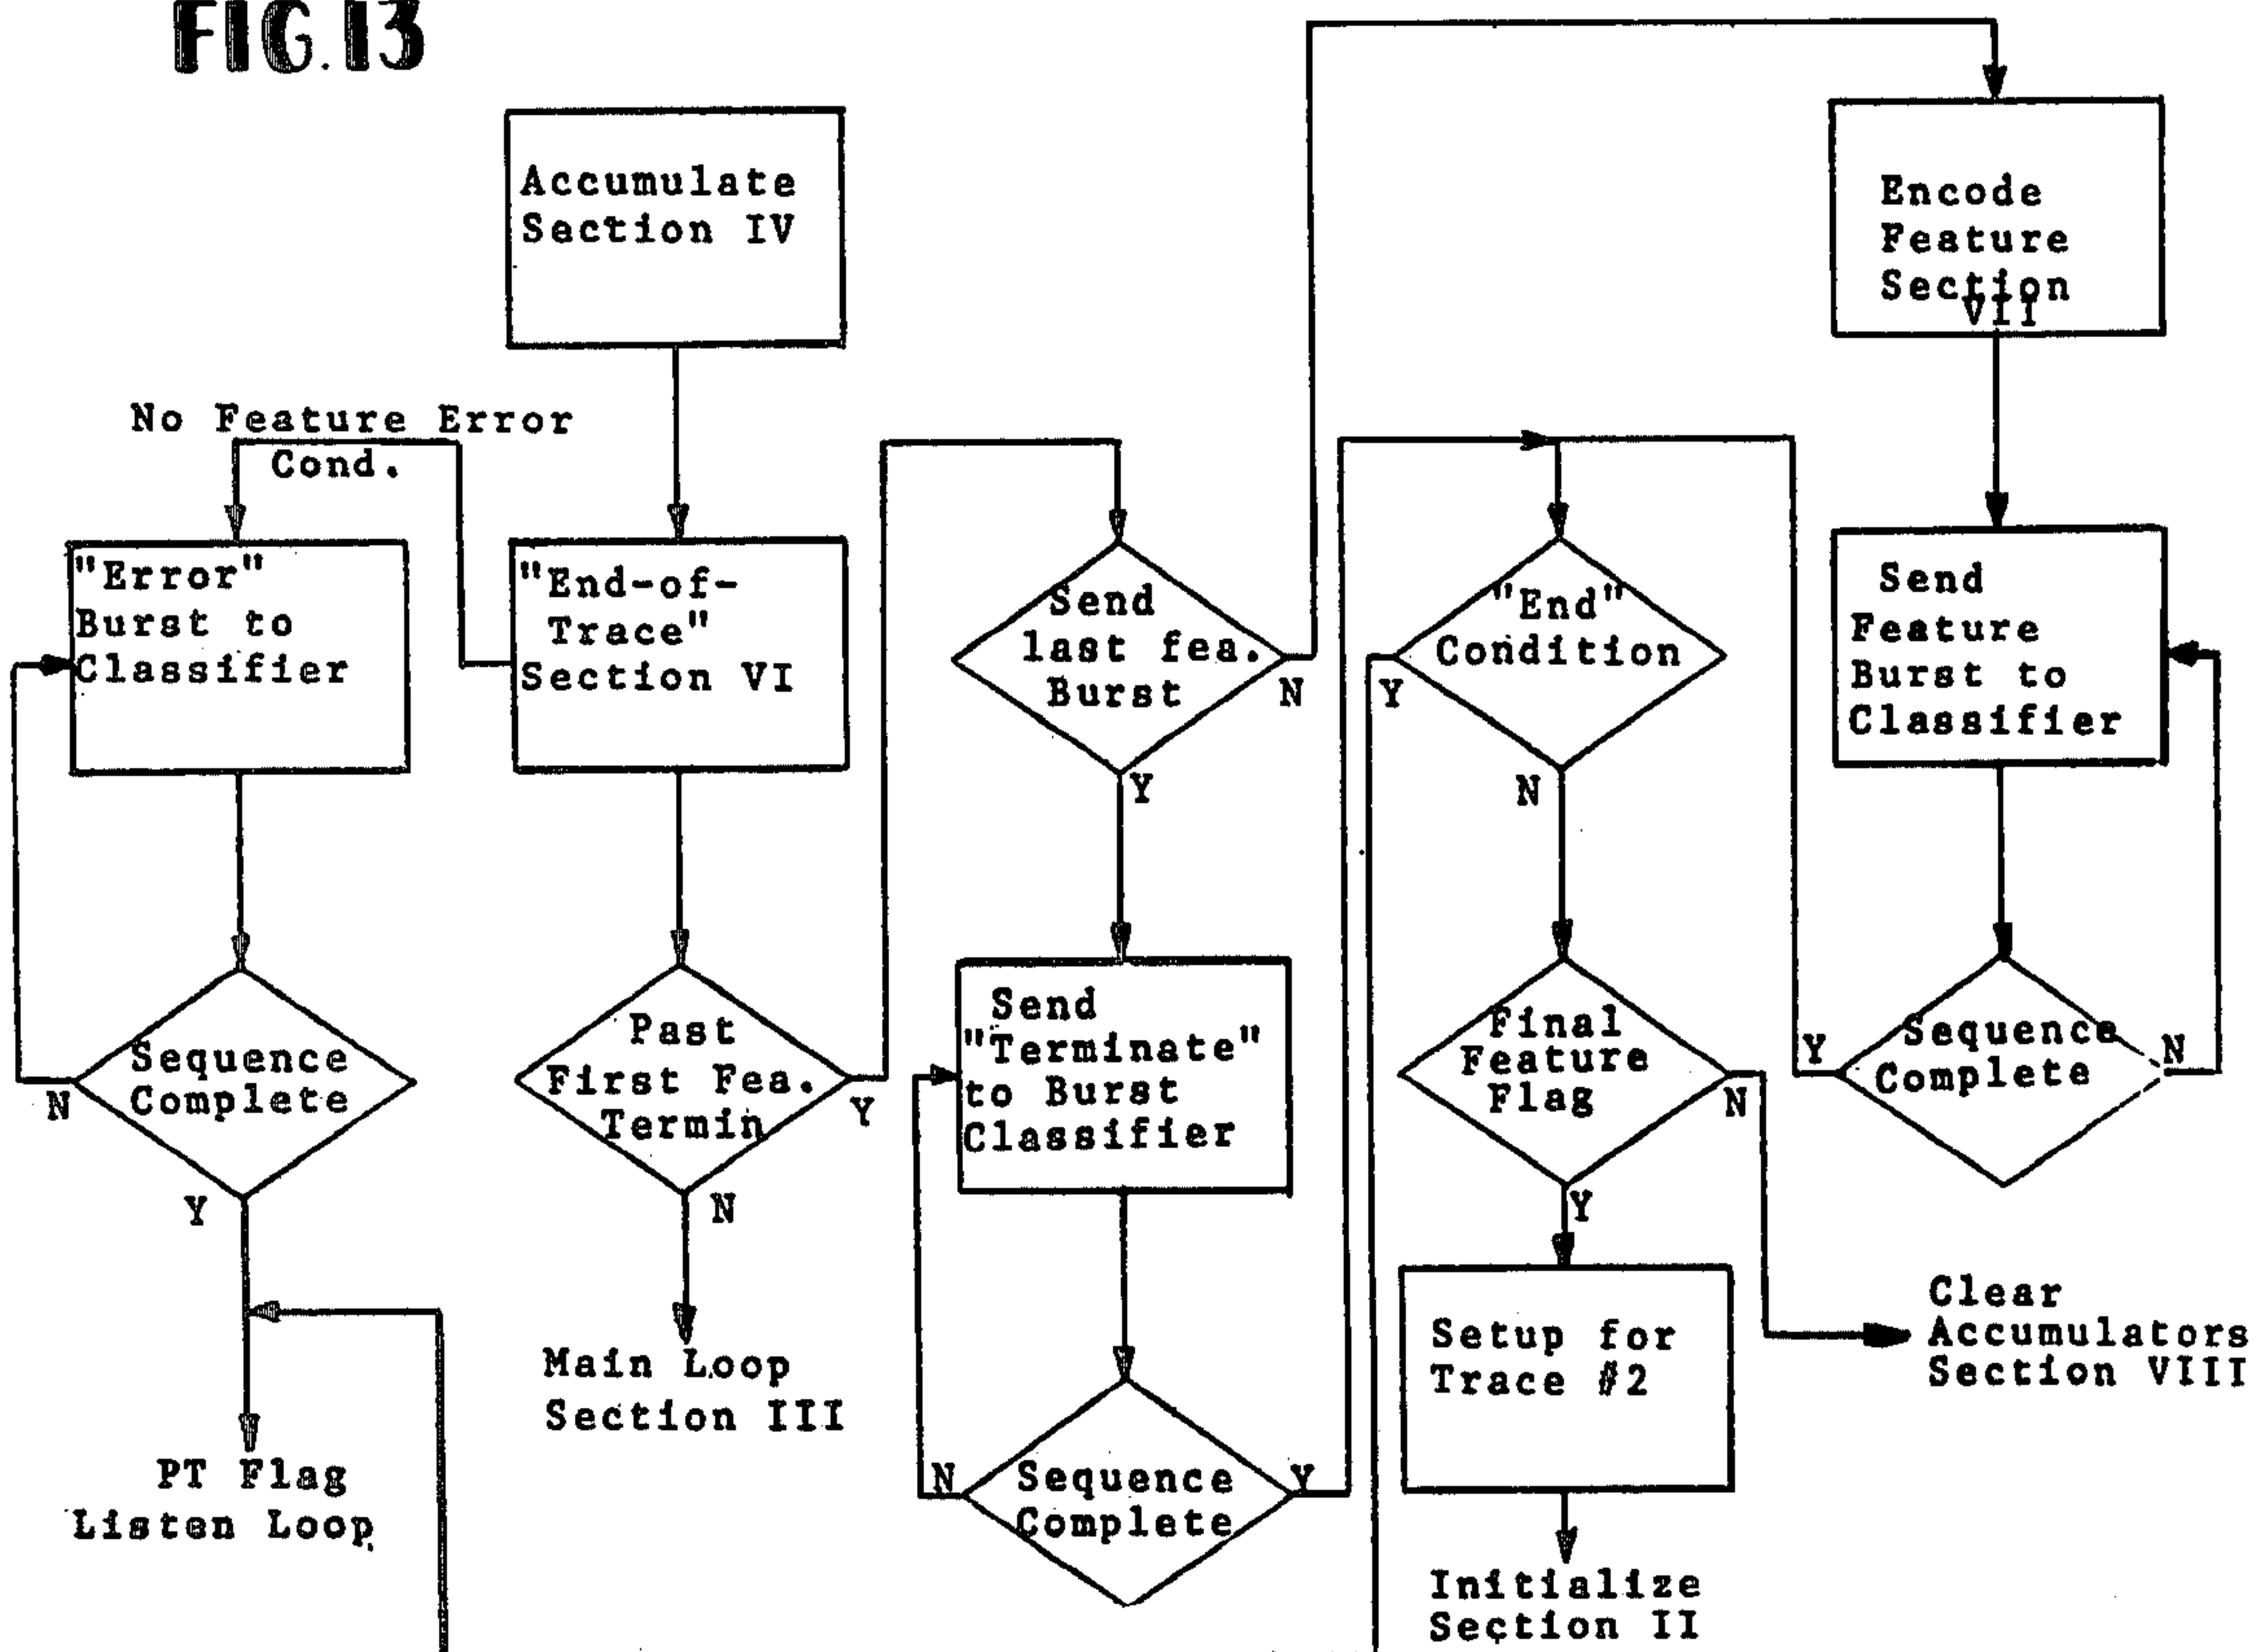 FIG.13
Accumulate
Section IV
Encode
Feature
Section
VII
No Feature Error
Cond.
"Error"
Burst to
Classifier
"End-of-
Trace"
Section VI
Send
last fea.
Burst
N
Y
"End"
Condition
Y
N
Send
Feature
Burst to
Classifier
Sequence
Complete
N
Y
Past
First Fea.
Termin
Y
N
Send
"Terminate"
to Burst
Classifier
Final
Feature
Flag
N
Y
Sequence
Complete
Y
N
Main Loop
Section III
PT Flag
Listen Loop
Sequence
Complete
N
Y
Setup for
Trace #2
Clear
Accumulators
Section VIII
Initialize
Section II